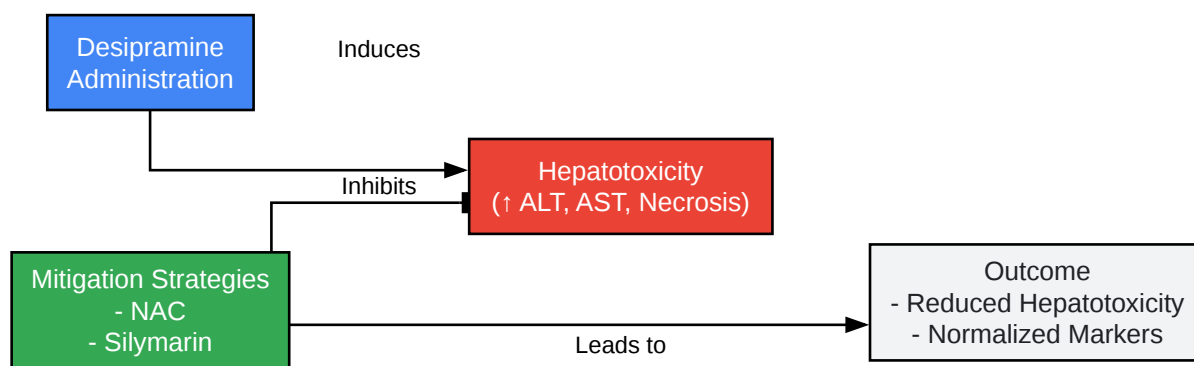 Desipramine
Administration
Induces
Hepatotoxicity
(↑ ALT, AST, Necrosis)
Inhibits
Mitigation Strategies
- NAC
- Silymarin
Outcome
- Reduced Hepatotoxicity
- Normalized Markers
Leads to